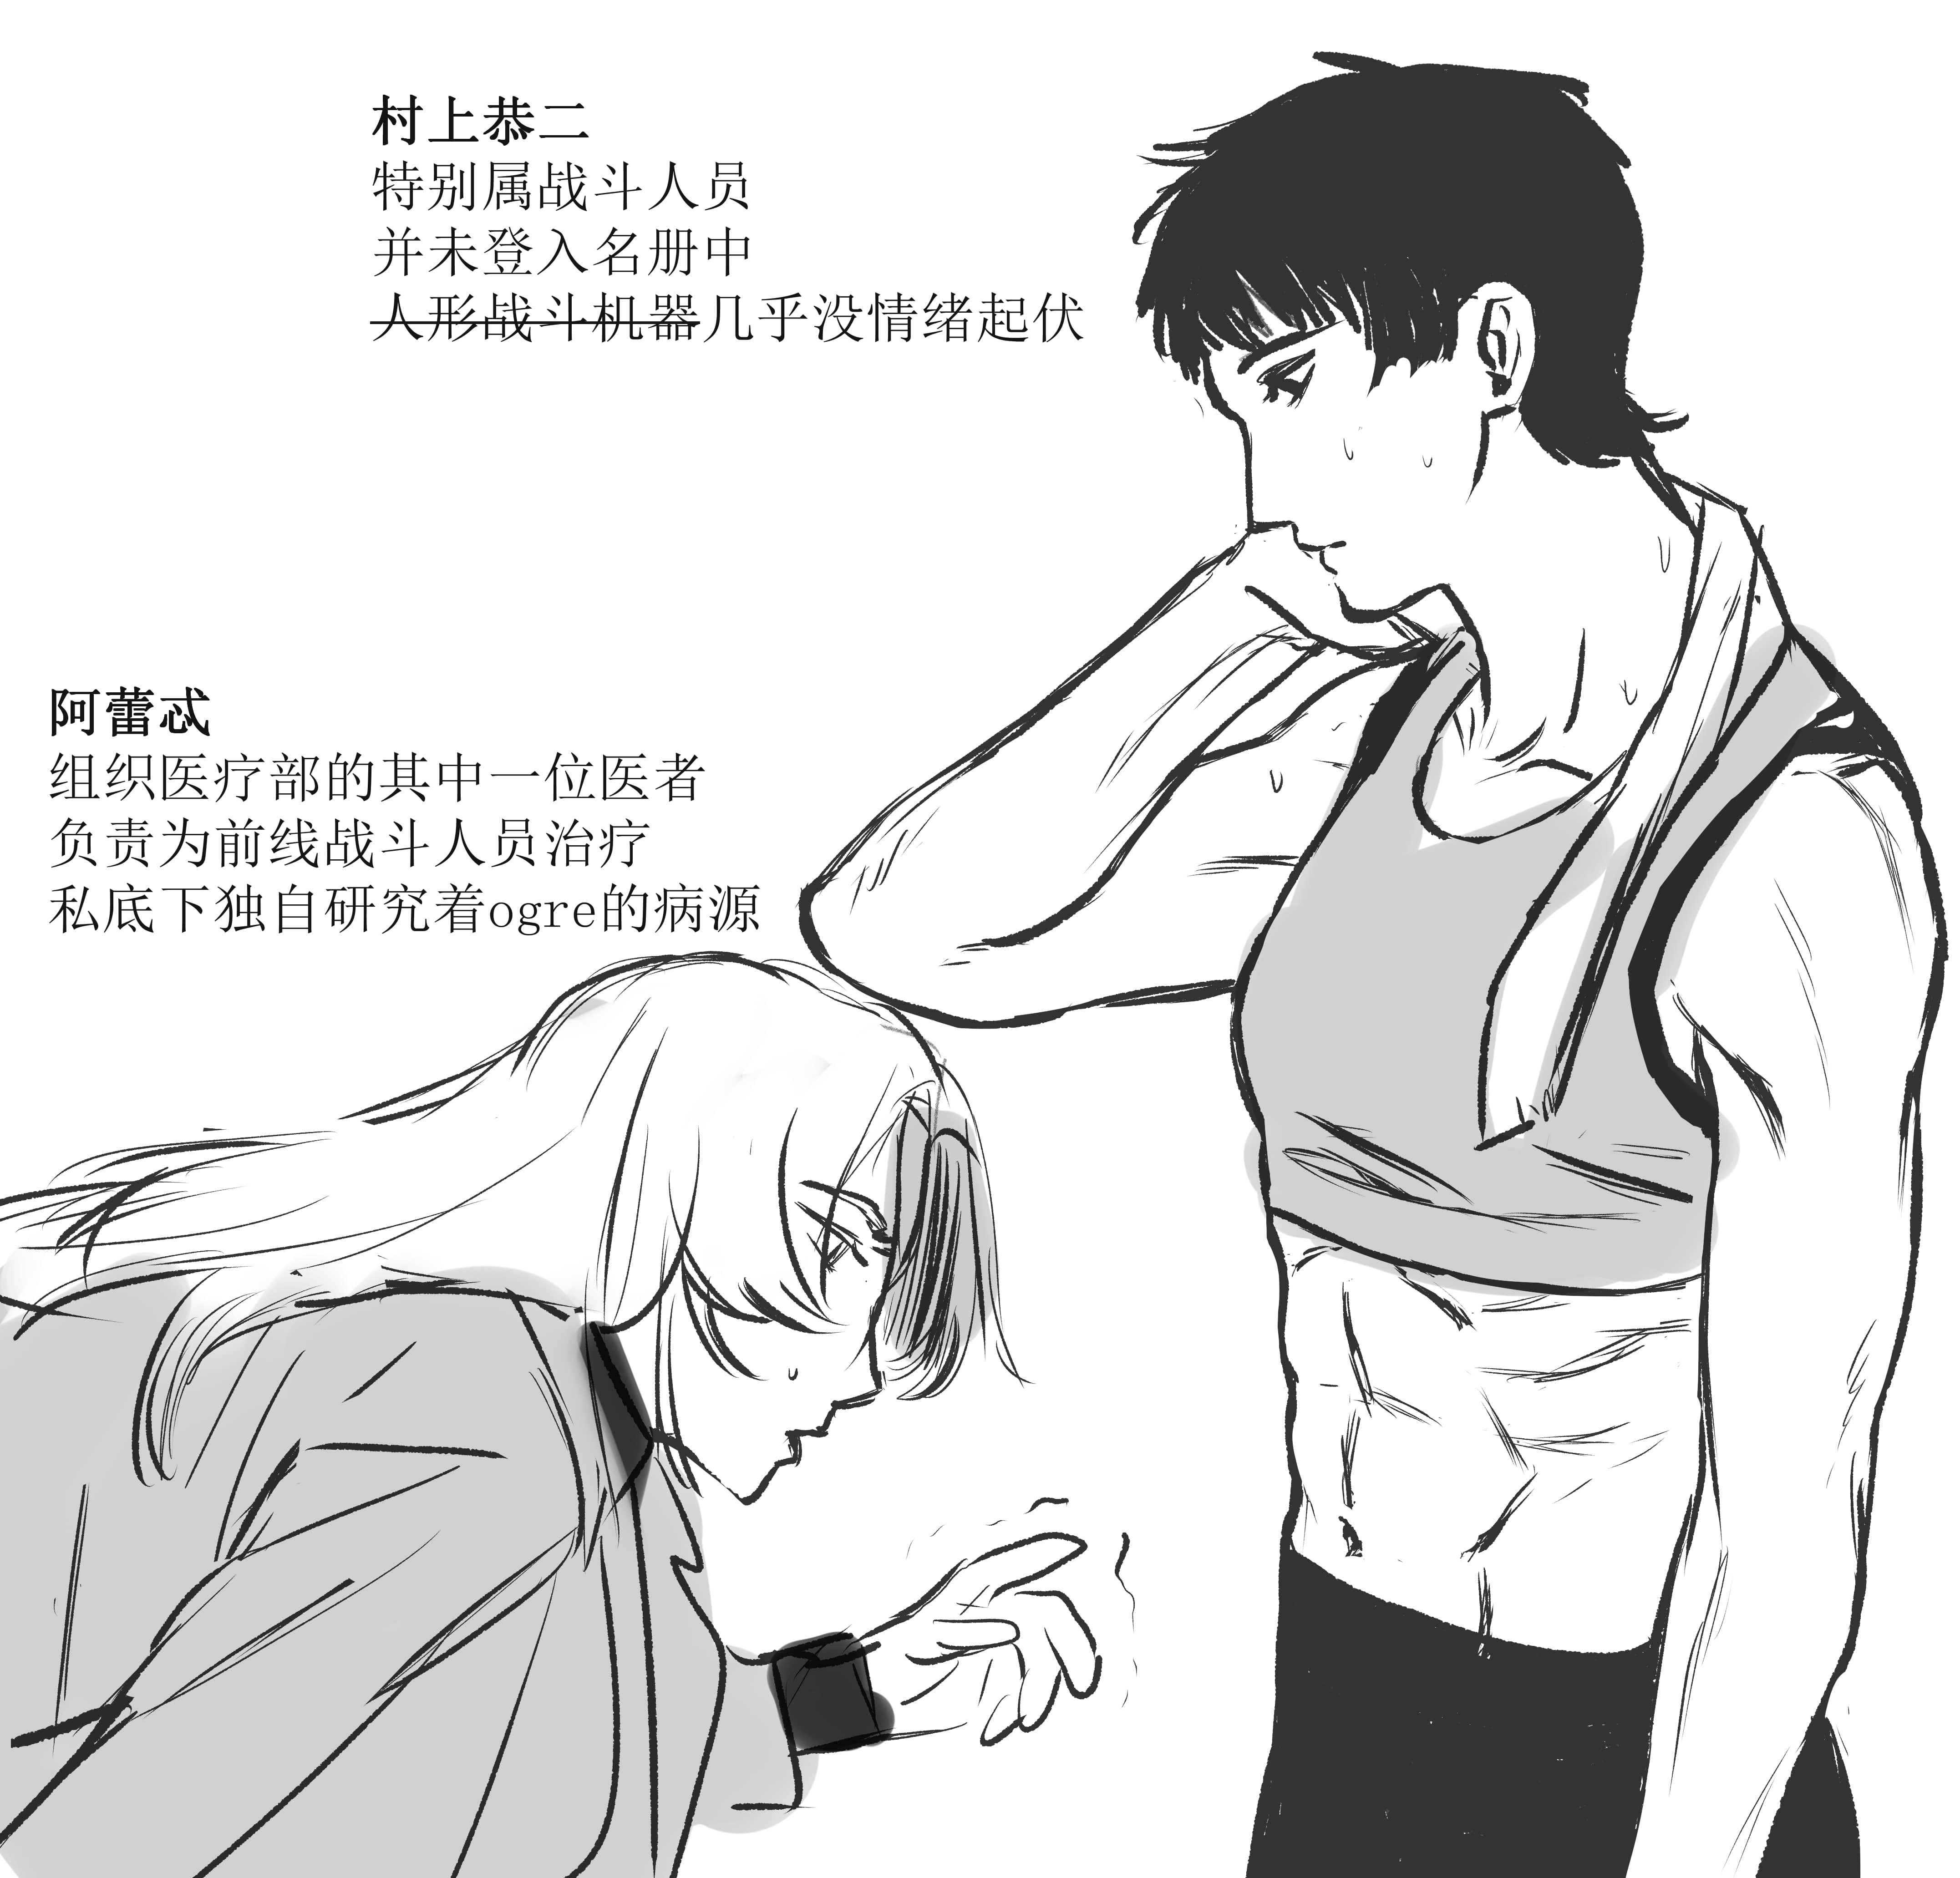 村上恭二
特别属战斗人员
并未登入名册中
人形战斗机器几乎没情绪起伏
阿蕾忒
组织医疗部的其中一位医者
负责为前线战斗人员治疗
私底下独自研究着ogre的病源